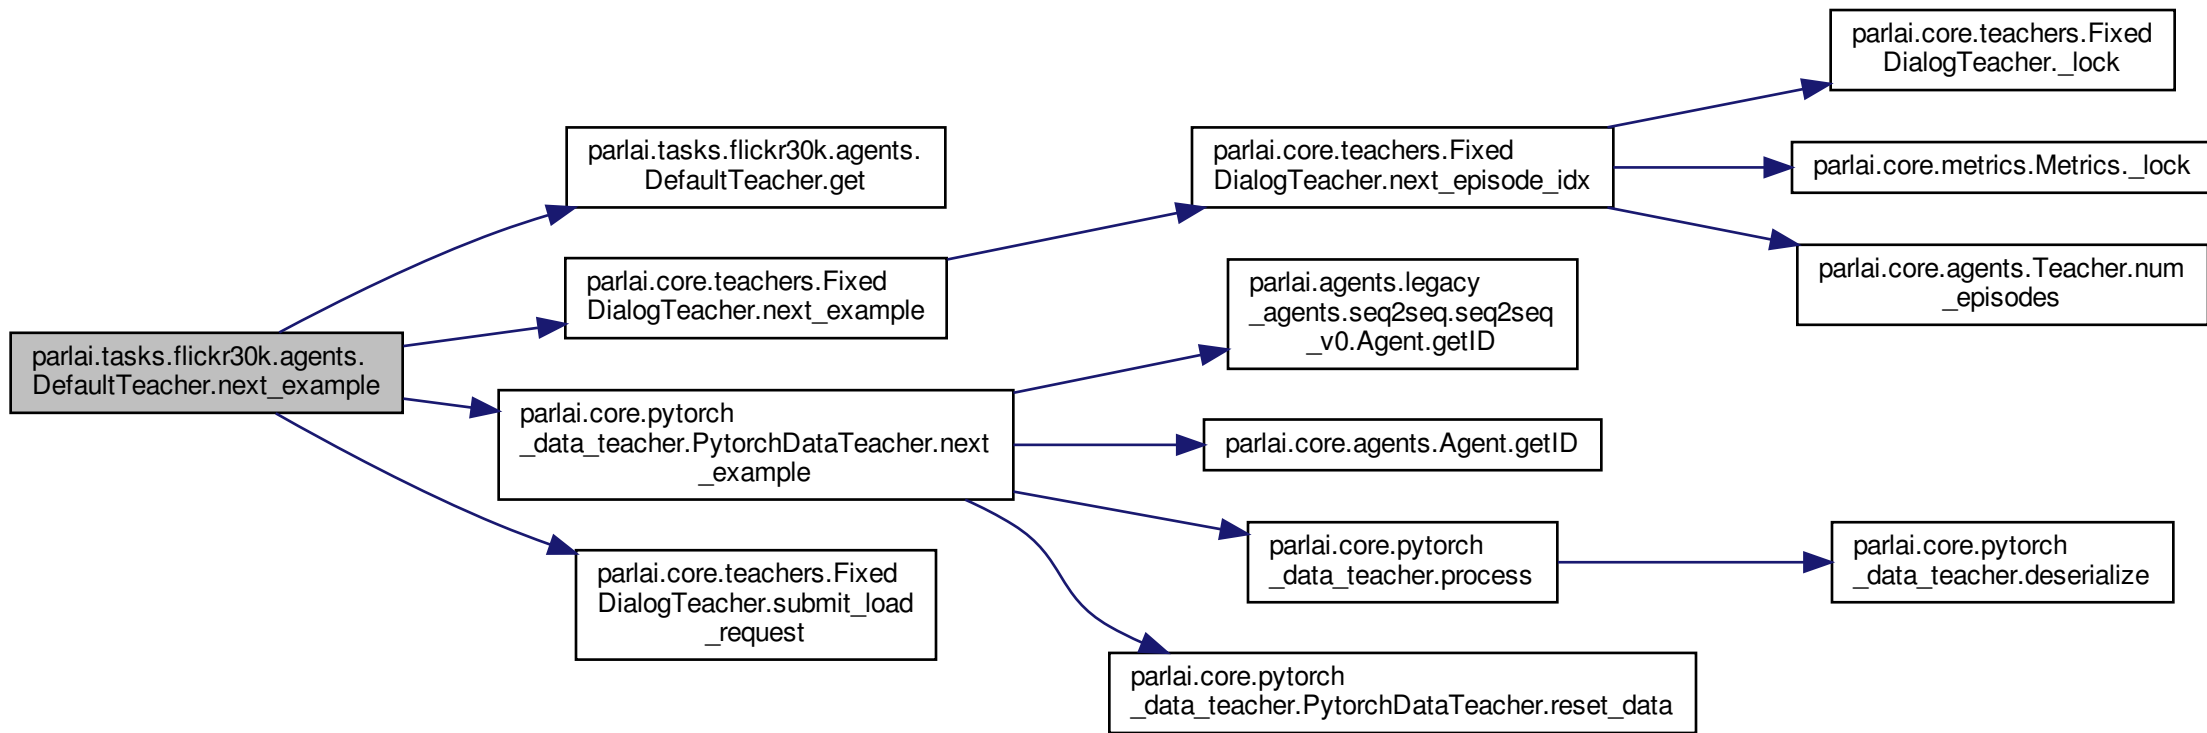 parlai.tasks.flickr30k.agents.
DefaultTeacher.next_example
parlai.tasks.flickr30k.agents.
DefaultTeacher.get
parlai.core.teachers.Fixed
DialogTeacher.next_example
parlai.core.pytorch
_data_teacher.PytorchDataTeacher.next
_example
parlai.core.teachers.Fixed
DialogTeacher.submit_load
_request
parlai.core.teachers.Fixed
DialogTeacher.next_episode_idx
parlai.agents.legacy
_agents.seq2seq.seq2seq
_v0.Agent.getID
parlai.core.agents.Agent.getID
parlai.core.pytorch
_data_teacher.process
parlai.core.pytorch
_data_teacher.PytorchDataTeacher.reset_data
parlai.core.teachers.Fixed
DialogTeacher._lock
parlai.core.metrics.Metrics._lock
parlai.core.agents.Teacher.num
_episodes
parlai.core.pytorch
_data_teacher.deserialize